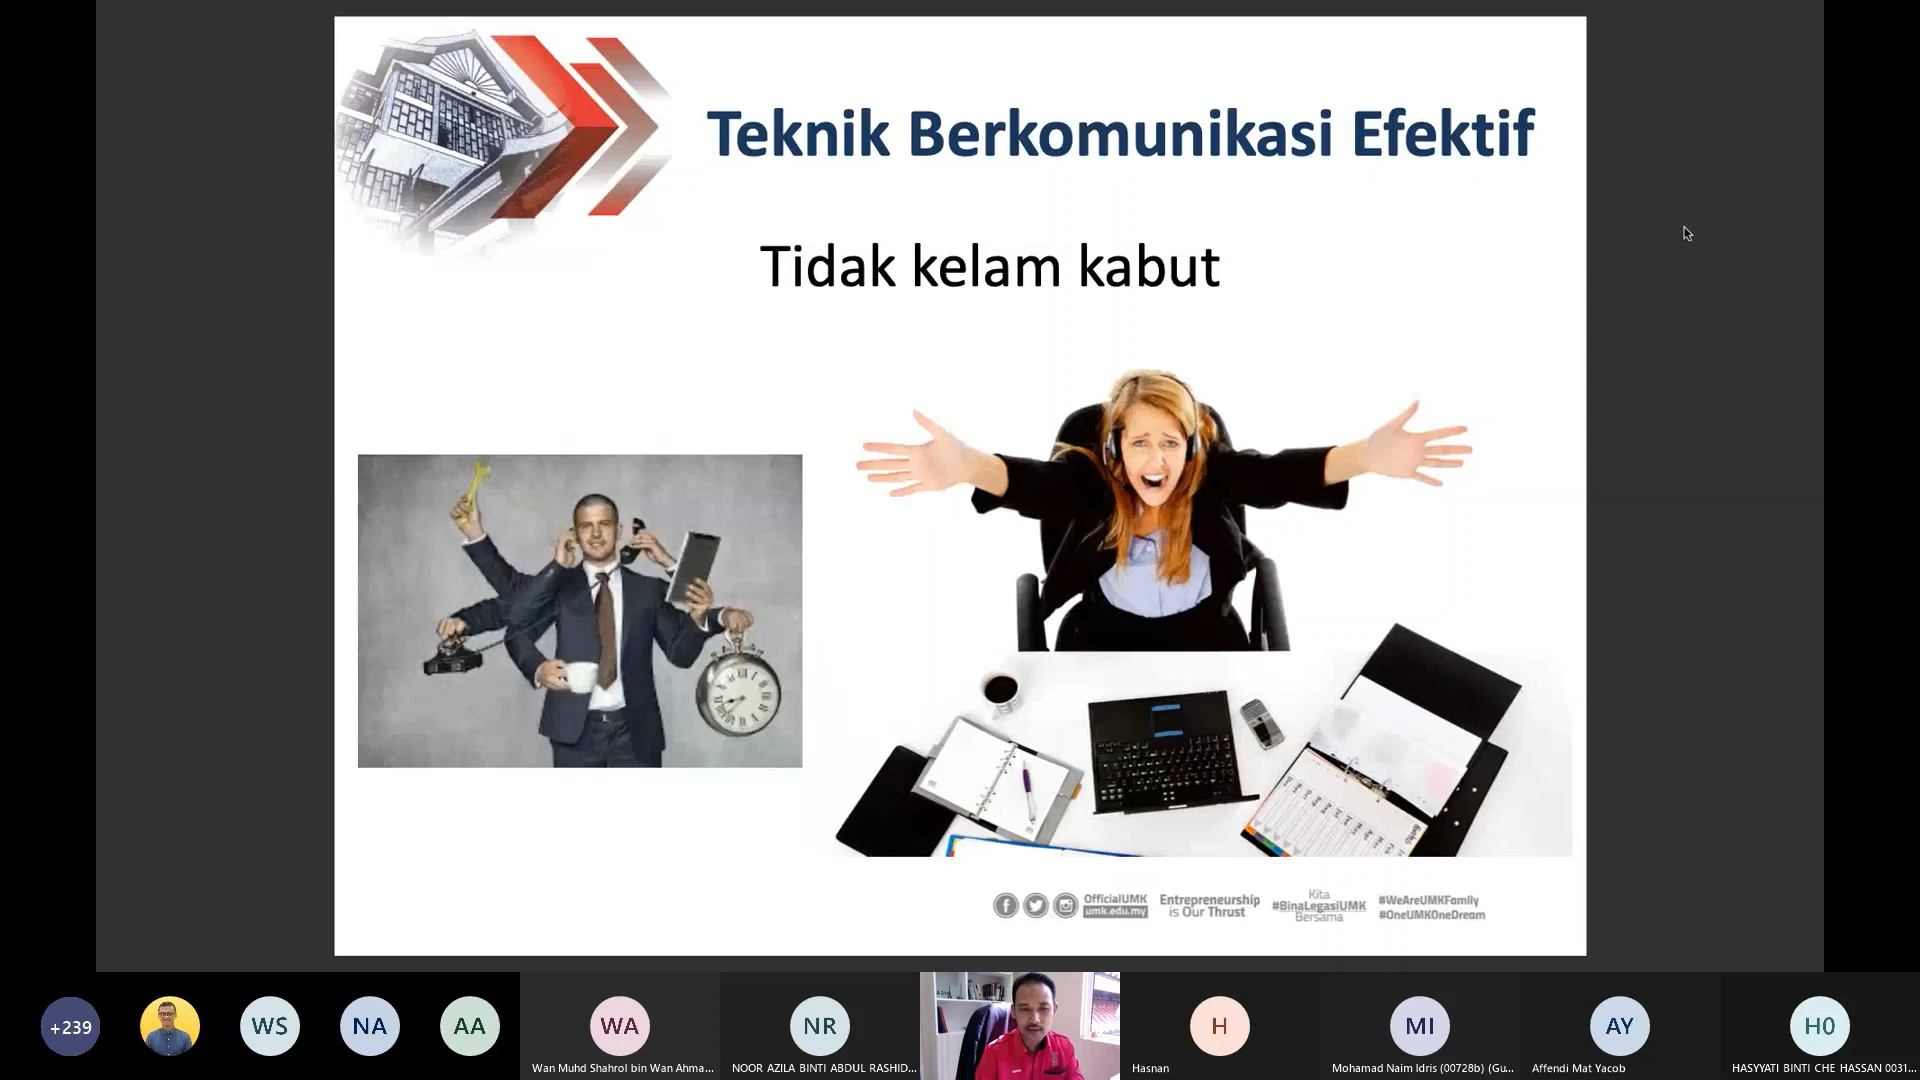 Teknik Berkomunikasi Efektif
Tidak kelam kabut
OfficialUMK
umk.edu.my
Entrepreneurship
is Our Thrust
Kita
#BinaLegasiUMK
Bersama
#WeAreUMKFamily
#OneUMKOneDream
+239
WS
NA
AA
WA
NR
H
MI
AY
H0
Wan Muhd Shahrol bin Wan Ahma...
NOOR AZILA BINTI ABDUL RASHID...
Hasnan
Mohamad Naim Idris (00728b) (Gu...
Affendi Mat Yacob
HASYYATI BINTI CHE HASSAN 0031...